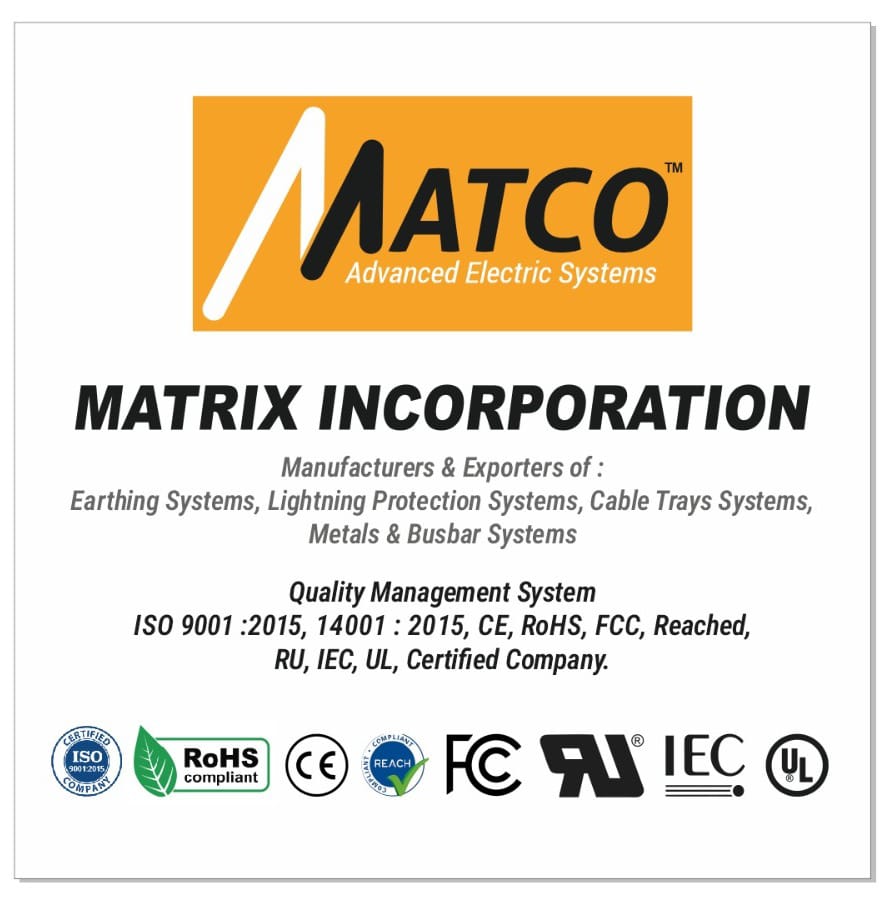 MATCO™
Advanced Electric Systems
MATRIX INCORPORATION
Manufacturers & Exporters of :
Earthing Systems, Lightning Protection Systems, Cable Trays Systems,
Metals & Busbar Systems
Quality Management System
ISO 9001 :2015, 14001 : 2015, CE, RoHS, FCC, Reached,
RU, IEC, UL, Certified Company.
CERTIFIED
ISO
9001:2015
COMPANY
RoHS
compliant
CE
COMPLIANT
REACH
COMPLIANT
FC
RU®
IEC
UL®